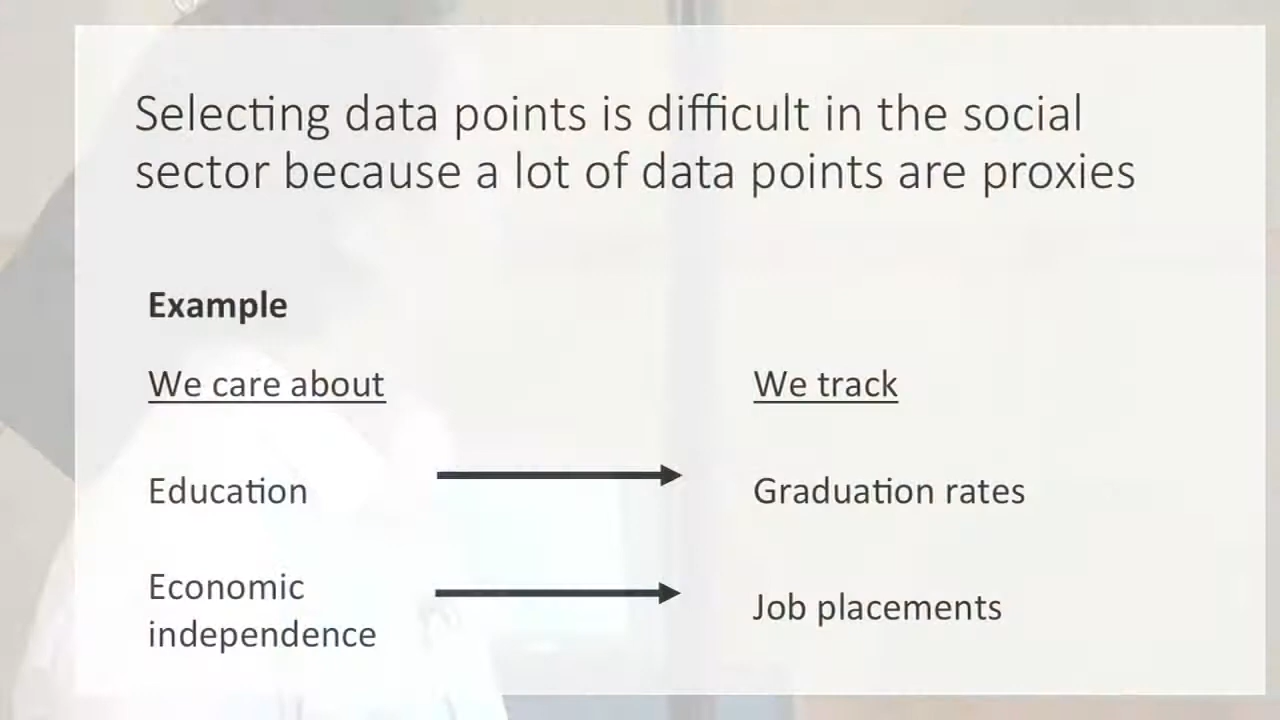 Selecting data points is difficult in the social
sector because a lot of data points are proxies
Example
We care about
We track
Education
Graduation rates
Economic
independence
Job placements